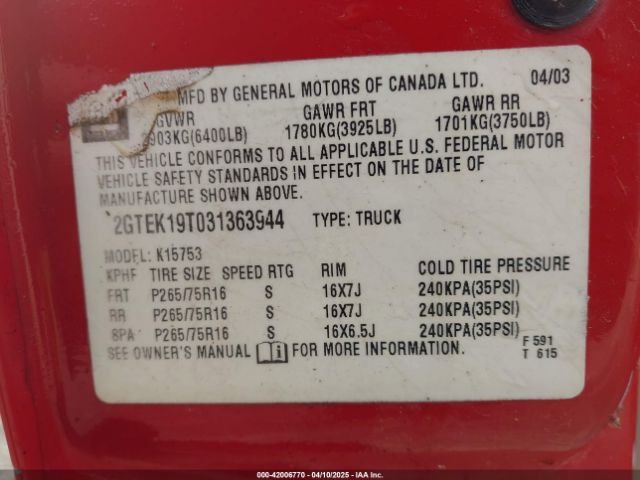 MFD BY GENERAL MOTORS OF CANADA LTD. 04/03
GVWR GAWR FRT GAWR RR
2903KG(6400LB) 1780KG(3925LB) 1701KG(3750LB)
THIS VEHICLE CONFORMS TO ALL APPLICABLE U.S. FEDERAL MOTOR
VEHICLE SAFETY STANDARDS IN EFFECT ON THE DATE OF
MANUFACTURE SHOWN ABOVE.
2GTEK19T031363944 TYPE: TRUCK
MODEL: K15753
TIRE SIZE SPEED RTG RIM COLD TIRE PRESSURE
FRT P265/75R16 S 16X7J 240KPA(35PSI)
RR P265/75R16 S 16X7J 240KPA(35PSI)
SPA P265/75R16 S 16X6.5J 240KPA(35PSI)
SEE OWNER'S MANUAL FOR MORE INFORMATION.
F 591
T 615
000-42006770 - 04/10/2025 - IAA Inc.